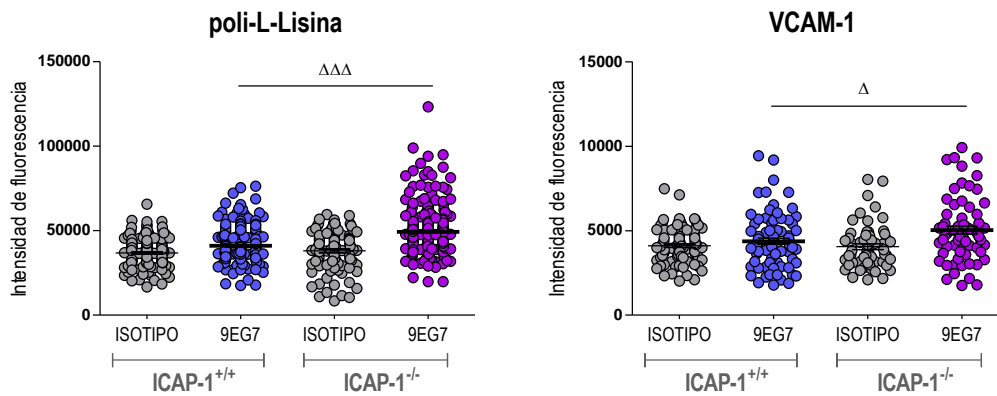 poli-L-Lisina
Intensidad de fluorescencia
150000
100000
50000
0
ΔΔΔ
ISOTIPO 9EG7 ISOTIPO 9EG7
ICAP-1+/+ ICAP-1-/-
VCAM-1
Intensidad de fluorescencia
15000
10000
5000
0
Δ
ISOTIPO 9EG7 ISOTIPO 9EG7
ICAP-1+/+ ICAP-1-/-